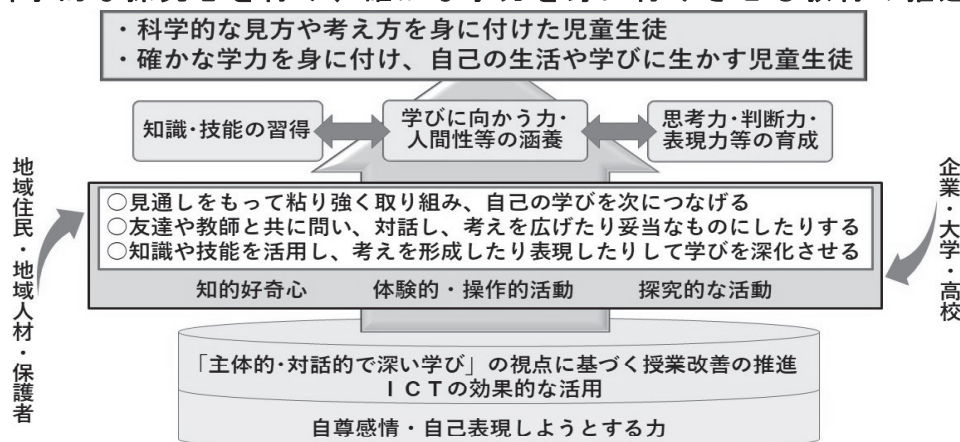 ・科学的な見方や考え方を身に付けた児童生徒
・確かな学力を身に付け、自己の生活や学びに生かす児童生徒
知識・技能の習得
学びに向かう力・
人間性等の涵養
思考力・判断力・
表現力等の育成
地域住民・地域人材・保護者
企業・大学・高校
○見通しをもって粘り強く取り組み、自己の学びを次につなげる
○友達や教師と共に問い、対話し、考えを広げたり妥当なものにしたりする
○知識や技能を活用し、考えを形成したり表現したりして学びを深化させる
知的好奇心 体験的・操作的活動 探究的な活動
「主体的・対話的で深い学び」の視点に基づく授業改善の推進
ＩＣＴの効果的な活用
自尊感情・自己表現しようとする力